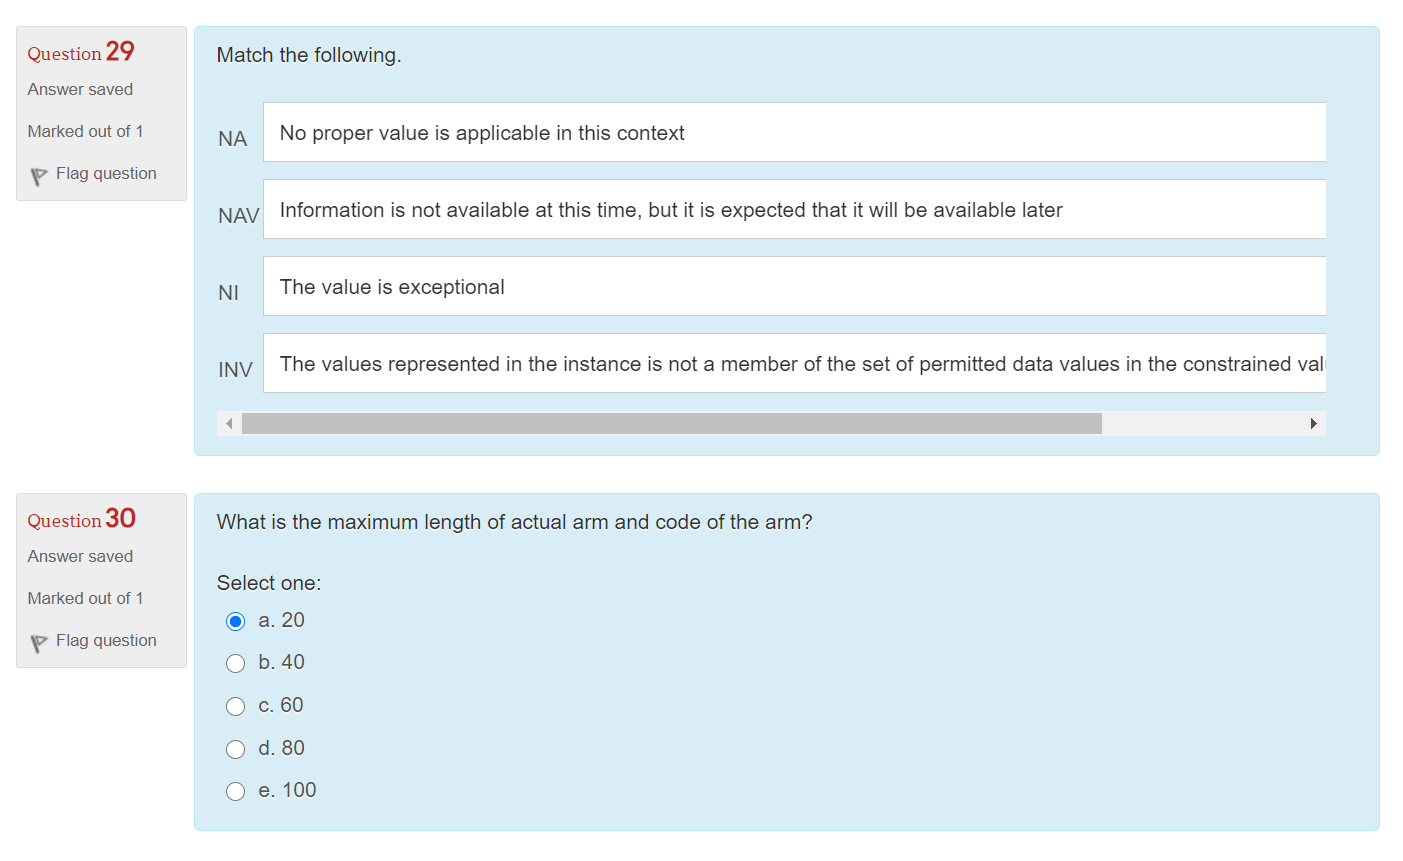 Question 29
Answer saved
Marked out of 1
Flag question
Match the following.
NA No proper value is applicable in this context
NAV Information is not available at this time, but it is expected that it will be available later
NI The value is exceptional
INV The values represented in the instance is not a member of the set of permitted data values in the constrained
Question 30
Answer saved
Marked out of 1
Flag question
What is the maximum length of actual arm and code of the arm?
Select one:
a. 20
b. 40
c. 60
d. 80
e. 100